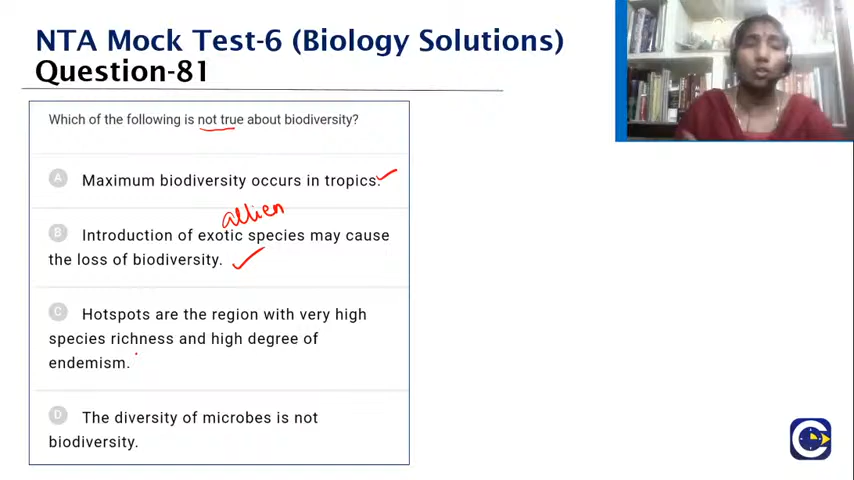 NTA Mock Test-6 (Biology Solutions)
Question-81
Which of the following is not true about biodiversity?
A Maximum biodiversity occurs in tropics.
allien
B Introduction of exotic species may cause
the loss of biodiversity.
C Hotspots are the region with very high
species richness and high degree of
endemism.
D The diversity of microbes is not
biodiversity.